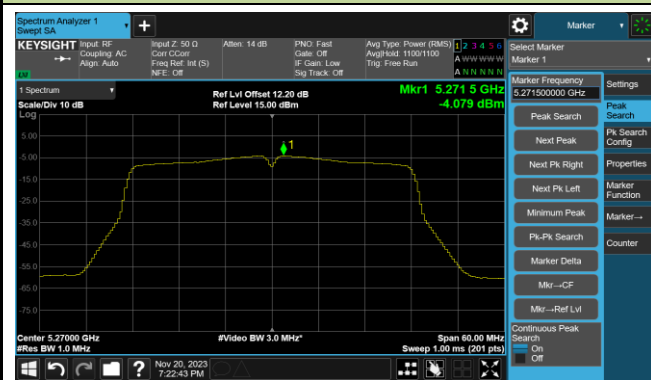 Spectrum Analyzer 1
Swept SA
+
Marker
KEYSIGHT
LXI
Input: RF
Coupling: AC
Align: Auto
Input Z: 50 Ω
Corr CCorr
Freq Ref: Int (S)
NFE: Off
Atten: 14 dB
PNO: Fast
Gate: Off
IF Gain: Low
Sig Track: Off
Avg Type: Power (RMS)
Avg|Hold: 1100/1100
Trig: Free Run
1 2 3 4 5 6
A W W W W W
A N N N N N
Select Marker
Marker 1
1 Spectrum
Scale/Div 10 dB
Log
Ref Lvl Offset 12.20 dB
Ref Level 15.00 dBm
Mkr1 5.271 5 GHz
-4.079 dBm
1
5.00
-5.00
-15.0
-25.0
-35.0
-45.0
-55.0
-65.0
-75.0
Center 5.27000 GHz
#Res BW 1.0 MHz
#Video BW 3.0 MHz*
Span 60.00 MHz
Sweep 1.00 ms (201 pts)
Marker Frequency
5.271500000 GHz
Peak Search
Next Peak
Next Pk Right
Next Pk Left
Minimum Peak
Pk-Pk Search
Marker Delta
Mkr→CF
Mkr→Ref Lvl
Continuous Peak
Search
On
Off
Settings
Peak
Search
Pk Search
Config
Properties
Marker
Function
Marker→
Counter
?
Nov 20, 2023
7:22:43 PM